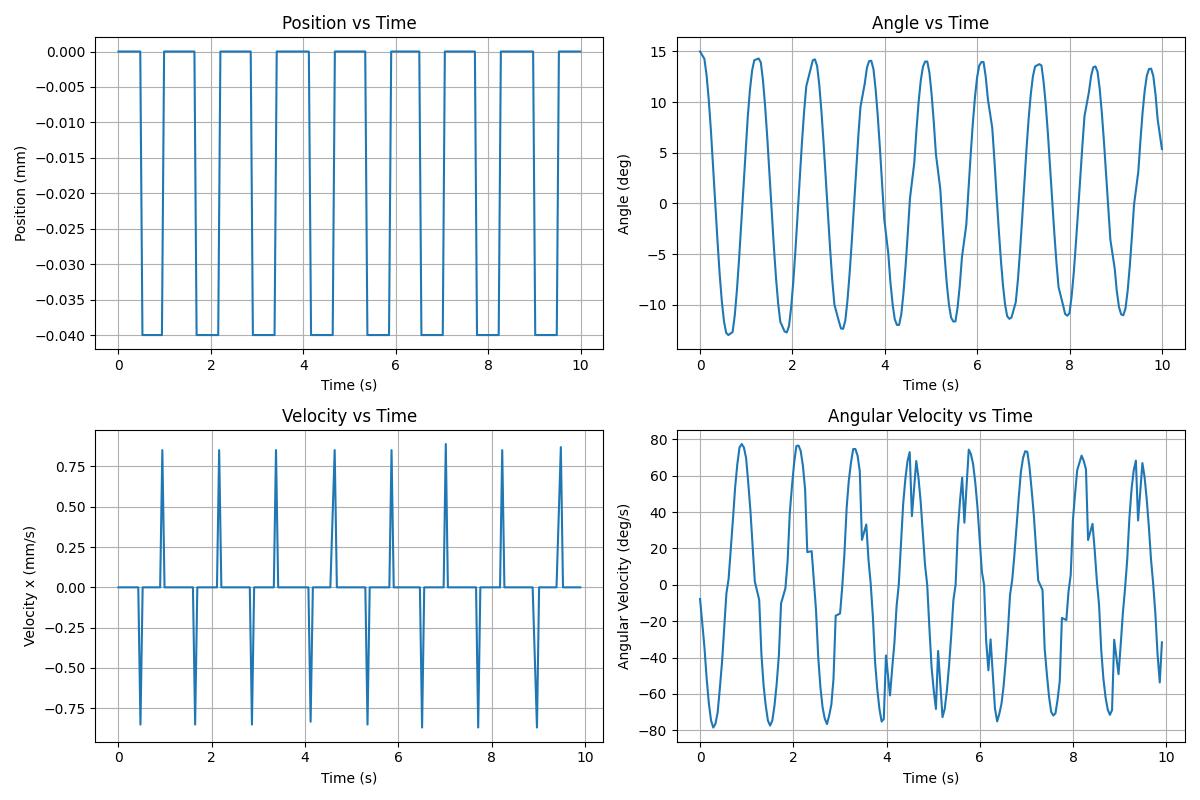 Position vs Time
0.000
−0.005
−0.010
−0.015
−0.020
−0.025
−0.030
−0.035
−0.040
Position (mm)
0 2 4 6 8 10
Time (s)
Angle vs Time
15
10
5
0
−5
−10
Angle (deg)
0 2 4 6 8 10
Time (s)
Velocity vs Time
0.75
0.50
0.25
0.00
−0.25
−0.50
−0.75
Velocity x (mm/s)
0 2 4 6 8 10
Time (s)
Angular Velocity vs Time
80
60
40
20
0
−20
−40
−60
−80
Angular Velocity (deg/s)
0 2 4 6 8 10
Time (s)